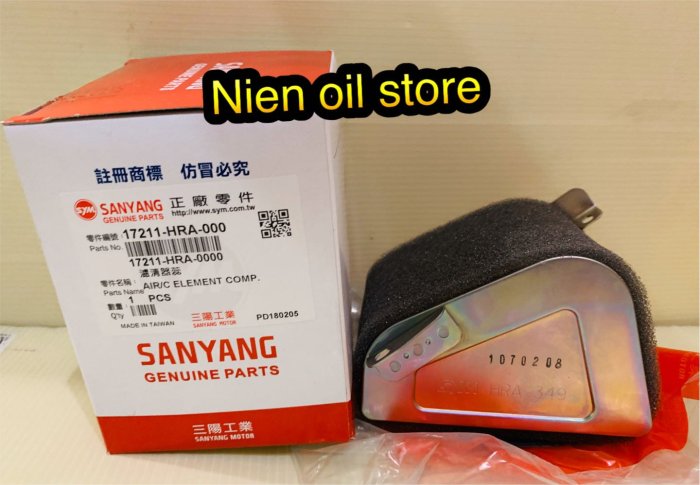 Nien oil store
註冊商標 仿冒必究
SYM SANYANG 正廠零件
GENUINE PARTS http://www.sym.com.tw
零件編號 17211-HRA-000
Parts No.
17211-HRA-0000
濾清器蕊
零件名稱: AIR/C ELEMENT COMP.
Parts Name
數量: 1 PCS
Q'ty
MADE IN TAIWAN 三陽工業 SANYANG MOTOR PD180205
SANYANG
GENUINE PARTS
三陽工業
SANYANG MOTOR
1070208
HRA 349